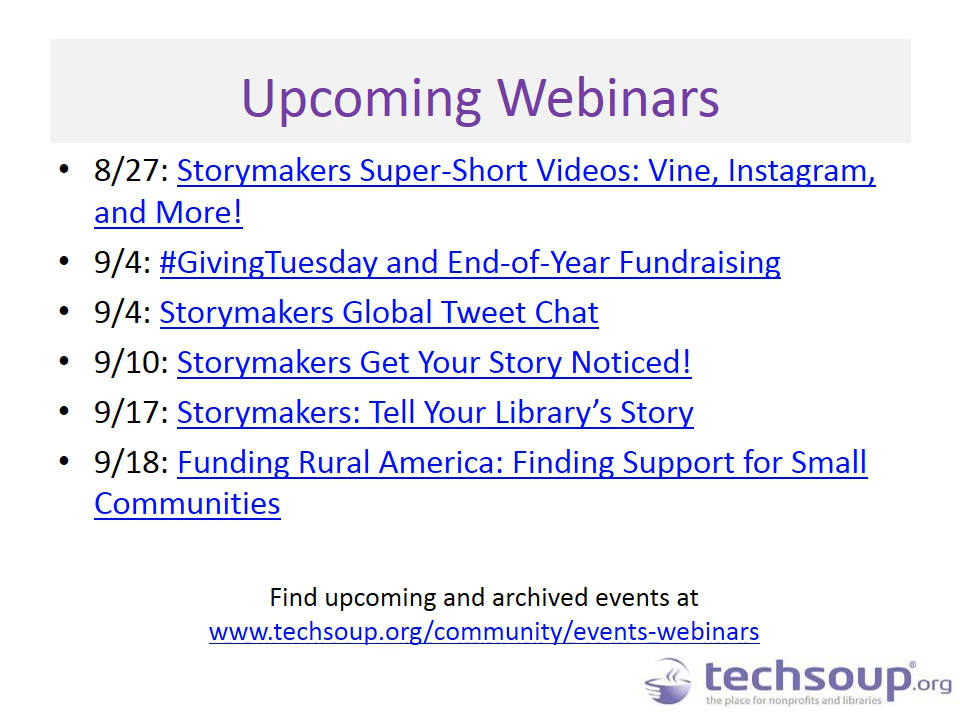 Upcoming Webinars
• 8/27: Storymakers Super-Short Videos: Vine, Instagram,
and More!
• 9/4: #GivingTuesday and End-of-Year Fundraising
• 9/4: Storymakers Global Tweet Chat
• 9/10: Storymakers Get Your Story Noticed!
• 9/17: Storymakers: Tell Your Library’s Story
• 9/18: Funding Rural America: Finding Support for Small
Communities
Find upcoming and archived events at
www.techsoup.org/community/events-webinars
techsoup®.org
the place for nonprofits and libraries